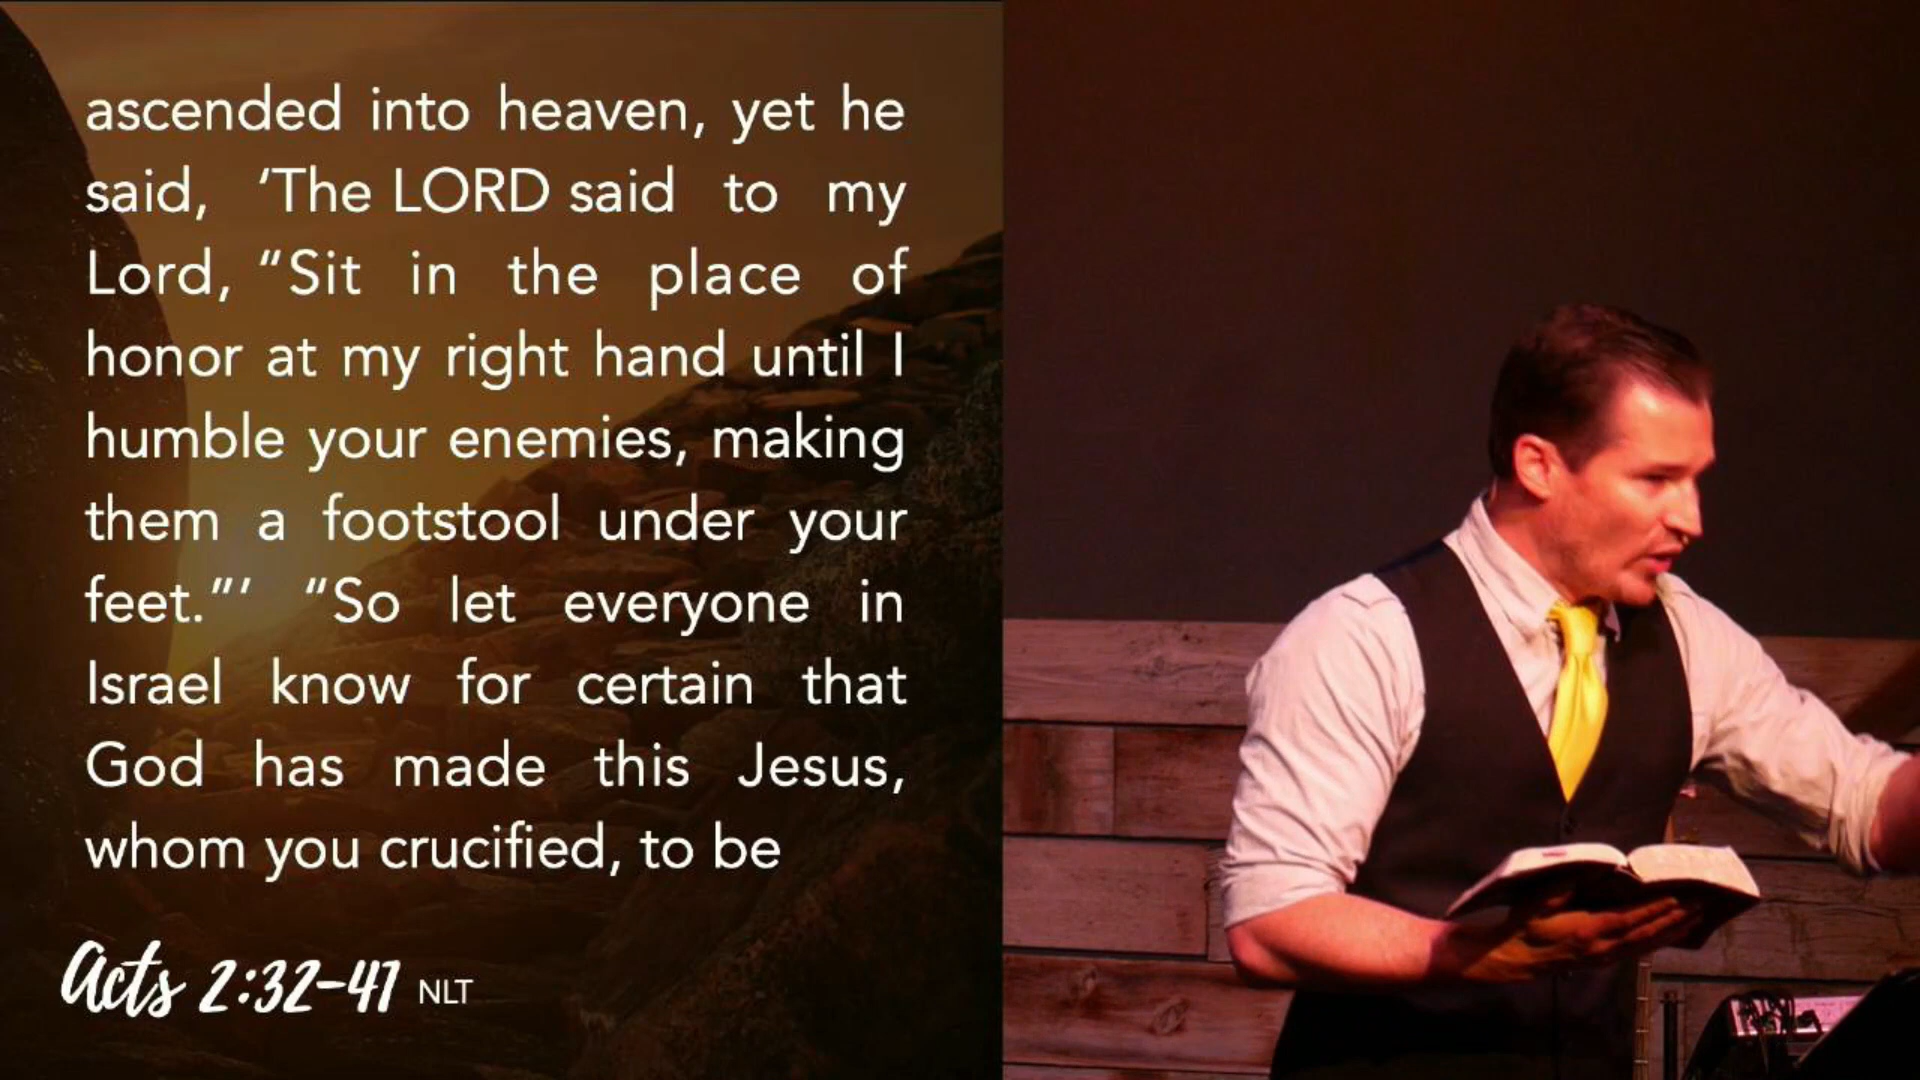 ascended into heaven, yet he
said, ‘The LORD said to my
Lord, “Sit in the place of
honor at my right hand until I
humble your enemies, making
them a footstool under your
feet.”’ “So let everyone in
Israel know for certain that
God has made this Jesus,
whom you crucified, to be
Acts 2:32-41 NLT